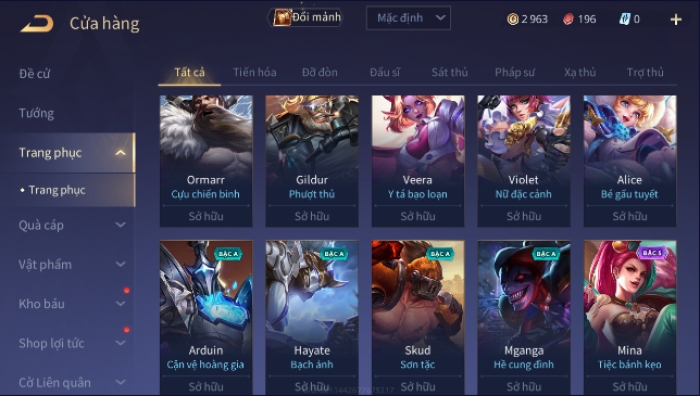 Cửa hàng
Đổi mảnh
Mặc định
2 963
196
0
Đề cử
Tướng
Trang phục
Trang phục
Quà cáp
Vật phẩm
Kho báu
Shop lợi tức
Cờ Liên quân
Tất cả
Tiến hóa
Đỡ đòn
Đấu sĩ
Sát thủ
Pháp sư
Xạ thủ
Trợ thủ
Ormarr
Cựu chiến binh
Sở hữu
Gildur
Phượt thủ
Sở hữu
Veera
Y tá bạo loạn
Sở hữu
Violet
Nữ đặc cảnh
Sở hữu
Alice
Bé gấu tuyết
Sở hữu
BẬC A
Arduin
Cận vệ hoàng gia
Sở hữu
BẬC A
Hayate
Bạch ảnh
Sở hữu
BẬC A
Skud
Sơn tặc
Sở hữu
BẬC A
Mganga
Hề cung đình
Sở hữu
BẬC S
Mina
Tiệc bánh kẹo
Sở hữu